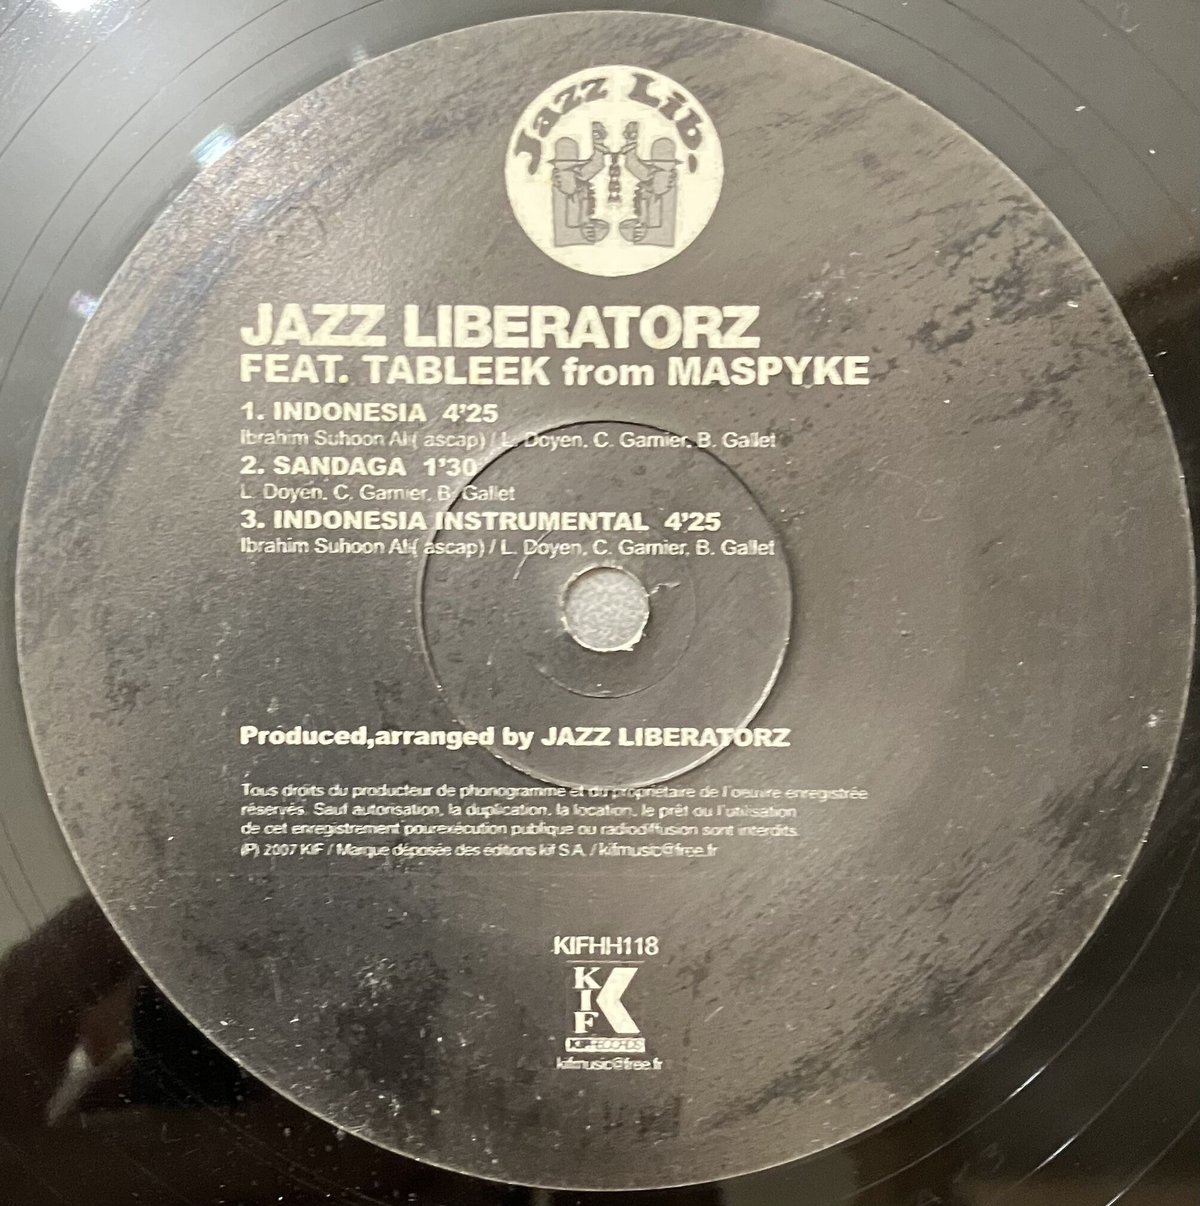 Jazz Lib.
JAZZ LIBERATORZ
FEAT. TABLEEK from MASPYKE
1. INDONESIA 4'25
Ibrahim Suhoon Ali( ascap) / L. Doyen, C. Garnier, B. Gallet
2. SANDAGA 1'30
L. Doyen, C. Garnier, B. Gallet
3. INDONESIA INSTRUMENTAL 4'25
Ibrahim Suhoon Ali( ascap) / L. Doyen, C. Garnier, B. Gallet
Produced,arranged by JAZZ LIBERATORZ
Tous droits du producteur de phonogramme et du propriétaire de l'oeuvre enregistrée
réservés. Sauf autorisation, la duplication, la location, le prêt ou l'utilisation
de cet enregistrement pourexécution publique ou radiodiffusion sont interdits.
(P) 2007 KIF / Marque déposée des éditions kif S.A. / kifmusic@free.fr
KIFHH118
KIF
KIF RECORDS
kifmusic@free.fr